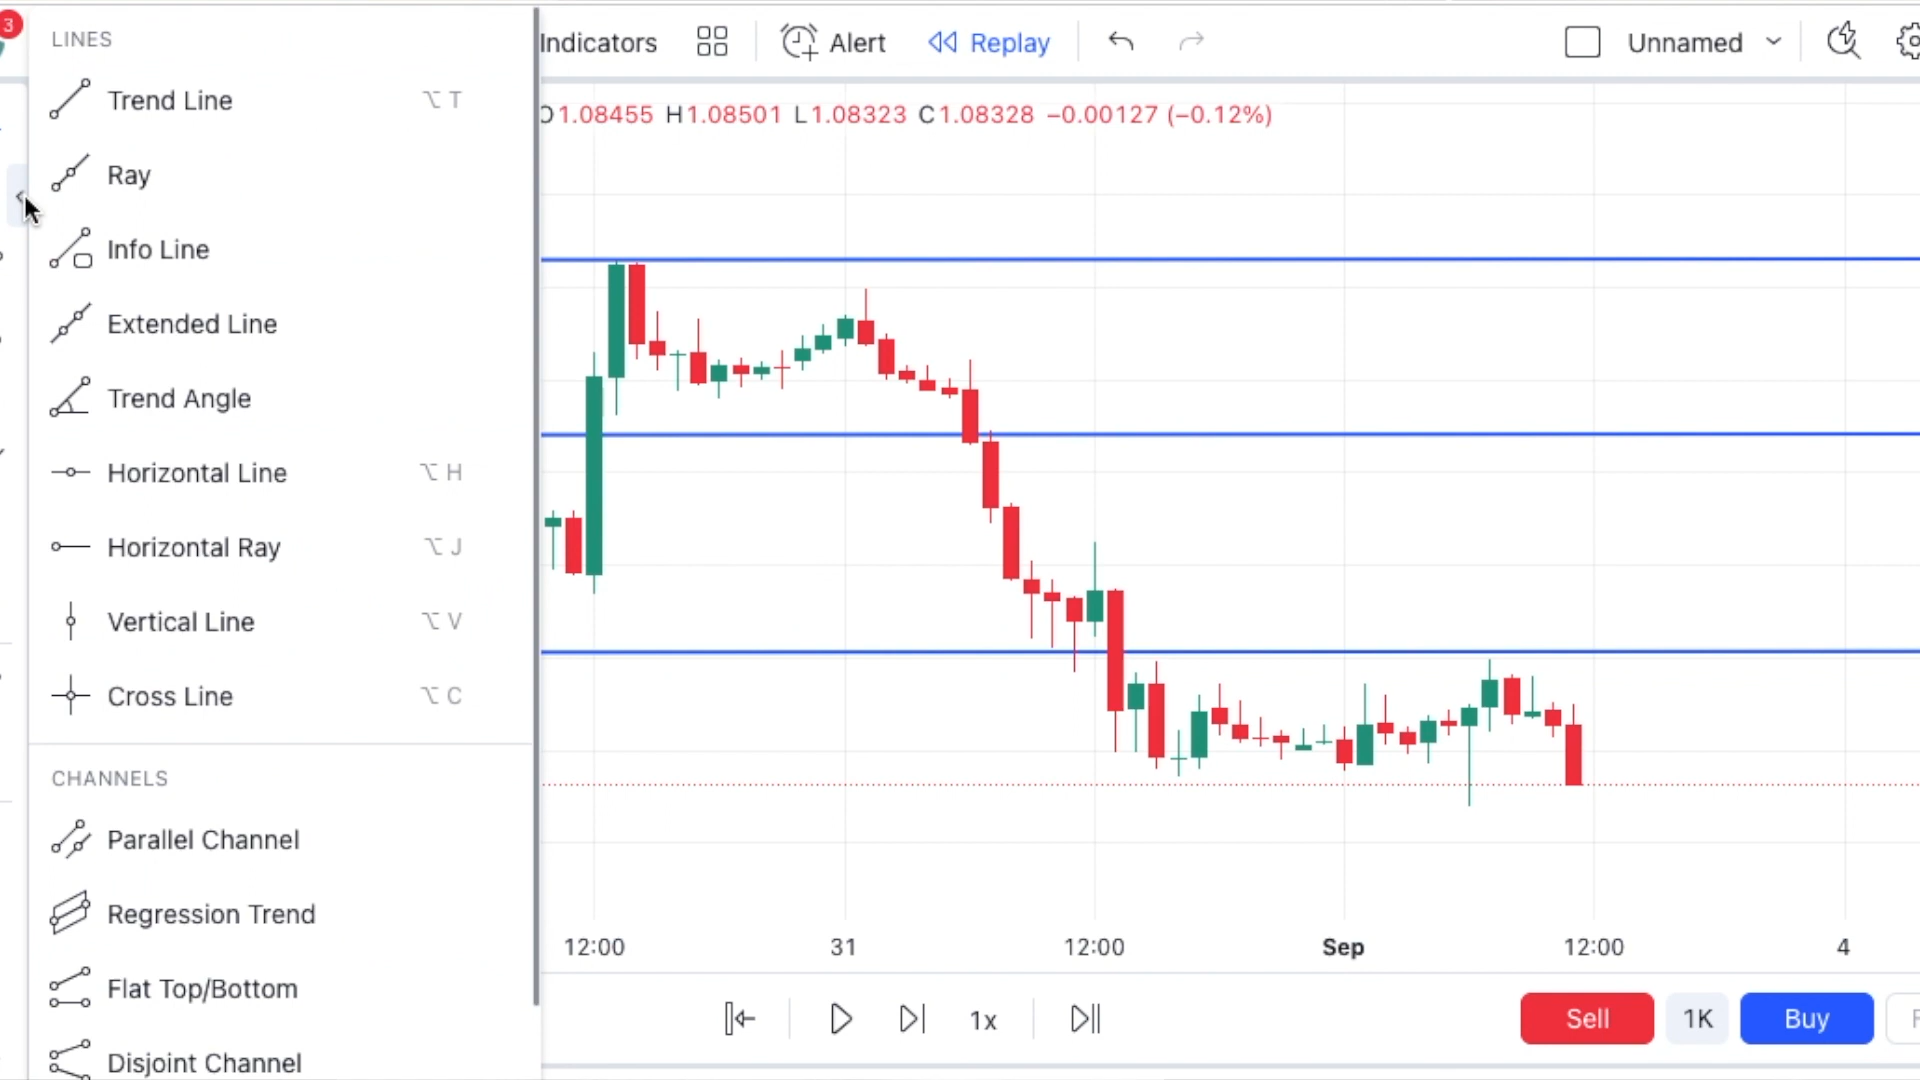 3
LINES
Trend Line ⌥ T
Ray
Info Line
Extended Line
Trend Angle
Horizontal Line ⌥ H
Horizontal Ray ⌥ J
Vertical Line ⌥ V
Cross Line ⌥ C
CHANNELS
Parallel Channel
Regression Trend
Flat Top/Bottom
Disjoint Channel
Indicators Alert Replay Unnamed
O1.08455 H1.08501 L1.08323 C1.08328 −0.00127 (−0.12%)
12:00 31 12:00 Sep 12:00 4
1x Sell 1K Buy